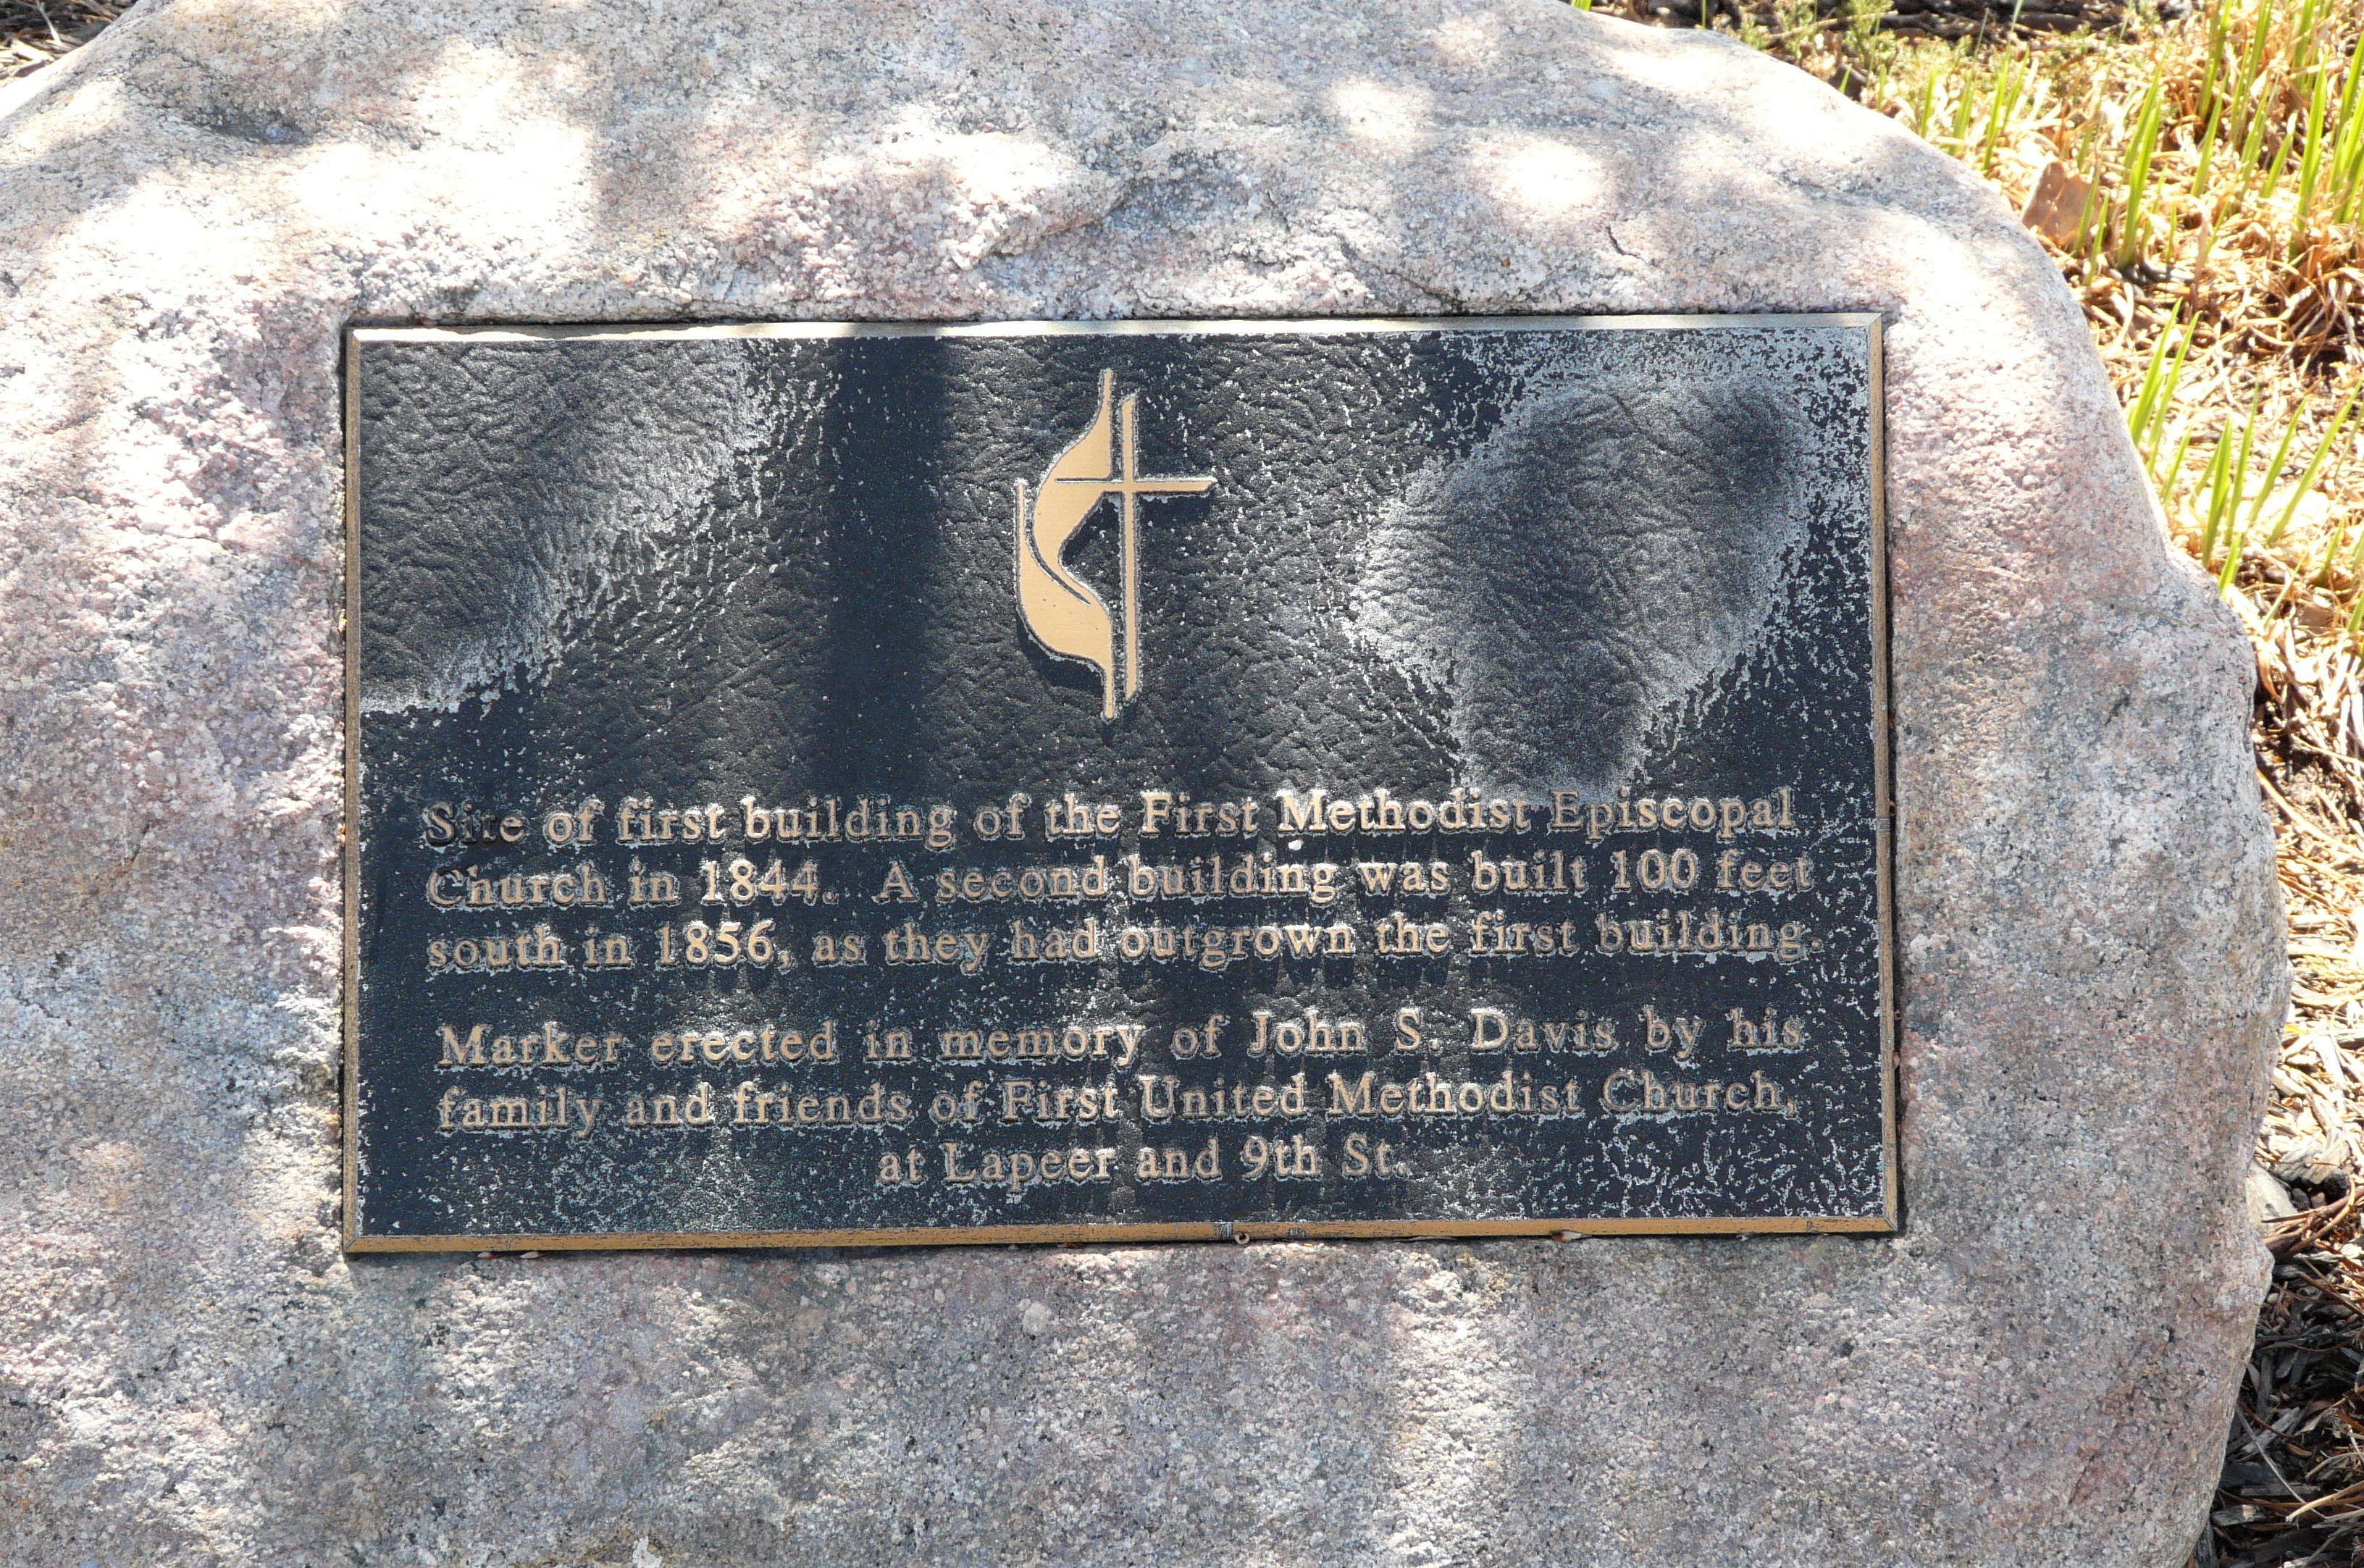 Site of first building of the First Methodist Episcopal
Church in 1844. A second building was built 100 feet
south in 1856, as they had outgrown the first building.
Marker erected in memory of John S. Davis by his
family and friends of First United Methodist Church,
at Lapeer and 9th St.